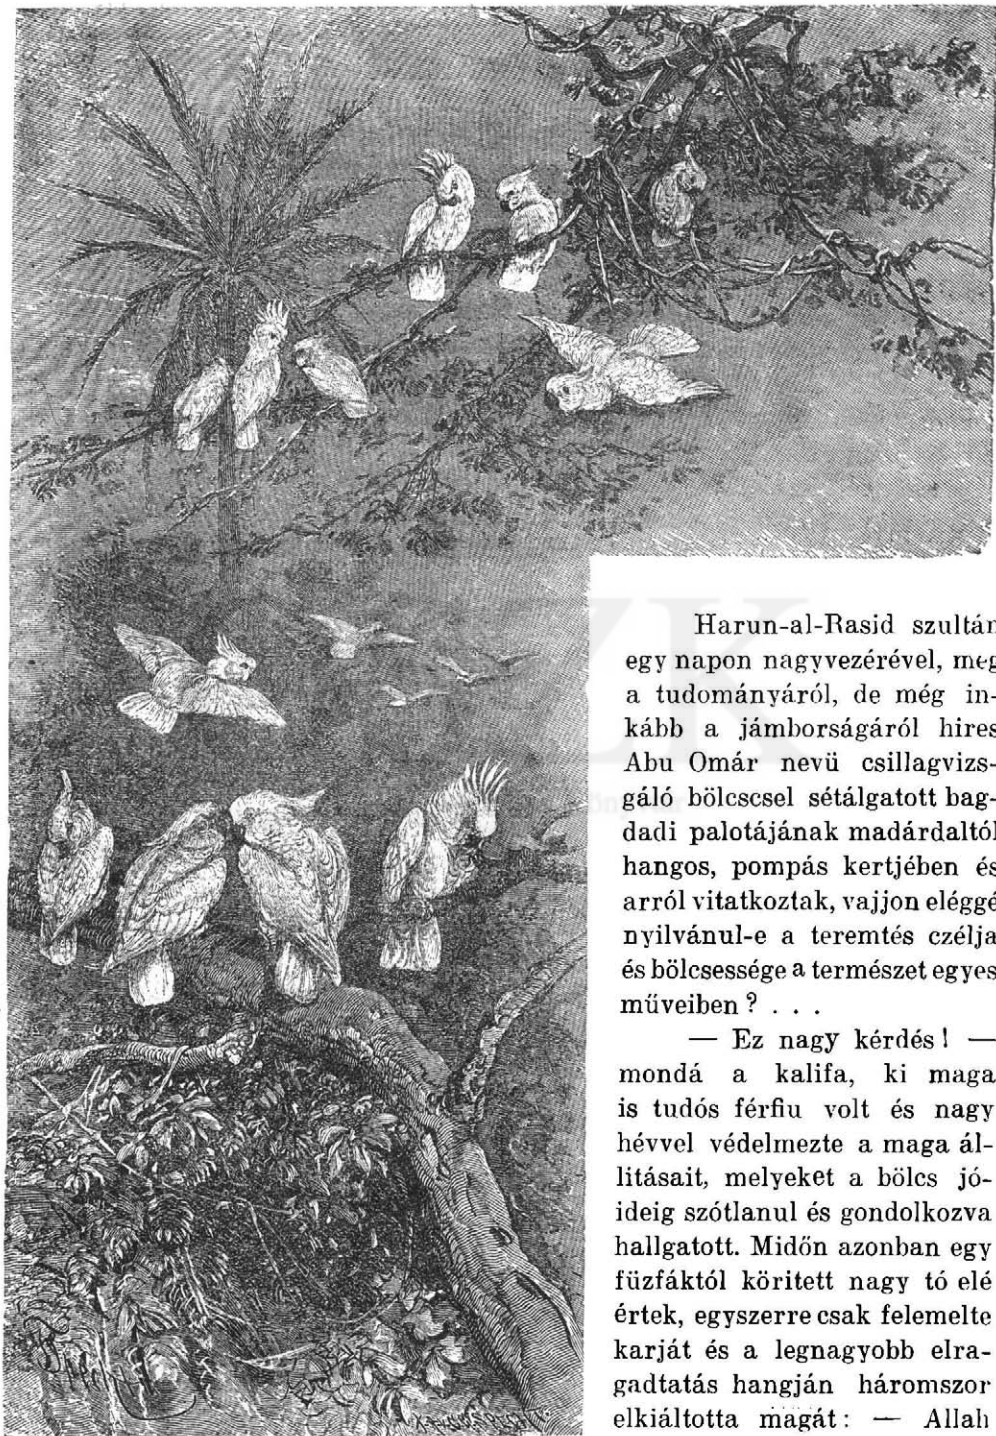 Harun-al-Rasid szultán
egy napon nagyvezérével, meg
a tudományáról, de még in-
kább a jámborságáról hires
Abu Omár nevü csillagvizs-
gáló bölcscsel sétálgatott bag-
dadi palotájának madárdaltól
hangos, pompás kertjében és
arról vitatkoztak, vajjon eléggé
nyilvánul-e a teremtés czélja
és bölcsessége a természet egyes
műveiben ? . . .
— Ez nagy kérdés! —
mondá a kalifa, ki maga
is tudós férfiu volt és nagy
hévvel védelmezte a maga ál-
litásait, melyeket a bölcs jó-
ideig szótlanul és gondolkozva
hallgatott. Midőn azonban egy
füzfáktól köritett nagy tó elé
értek, egyszerre csak felemelte
karját és a legnagyobb elra-
gadtatás hangján háromszor
elkiáltotta magát: — Allah